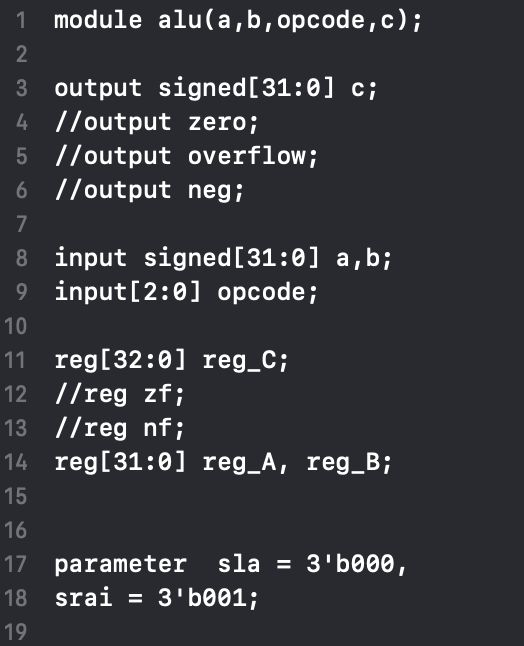 1 module alu(a,b,opcode,c);
2
3 output signed[31:0] c;
4 //output zero;
5 //output overflow;
6 //output neg;
7
8 input signed[31:0] a,b;
9 input[2:0] opcode;
10
11 reg[32:0] reg_C;
12 //reg zf;
13 //reg nf;
14 reg[31:0] reg_A, reg_B;
15
16
17 parameter  sla = 3'b000,
18 srai = 3'b001;
19